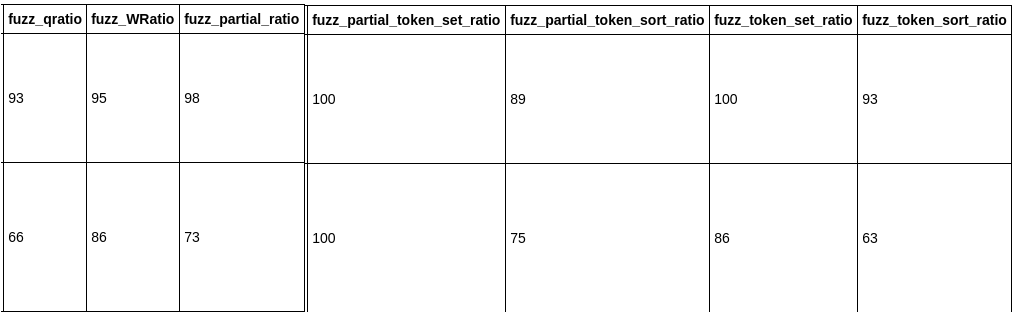 fuzz_qratio fuzz_WRatio fuzz_partial_ratio fuzz_partial_token_set_ratio fuzz_partial_token_sort_ratio fuzz_token_set_ratio fuzz_token_sort_ratio
93 95 98 100 89 100 93
66 86 73 100 75 86 63